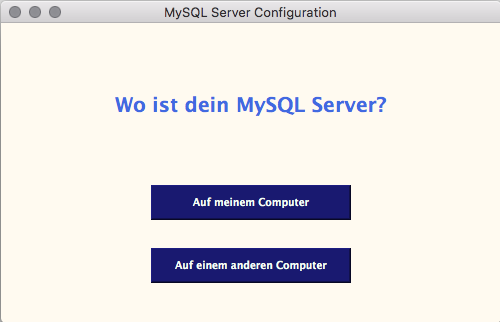 MySQL Server Configuration
Wo ist dein MySQL Server?
Auf meinem Computer
Auf einem anderen Computer